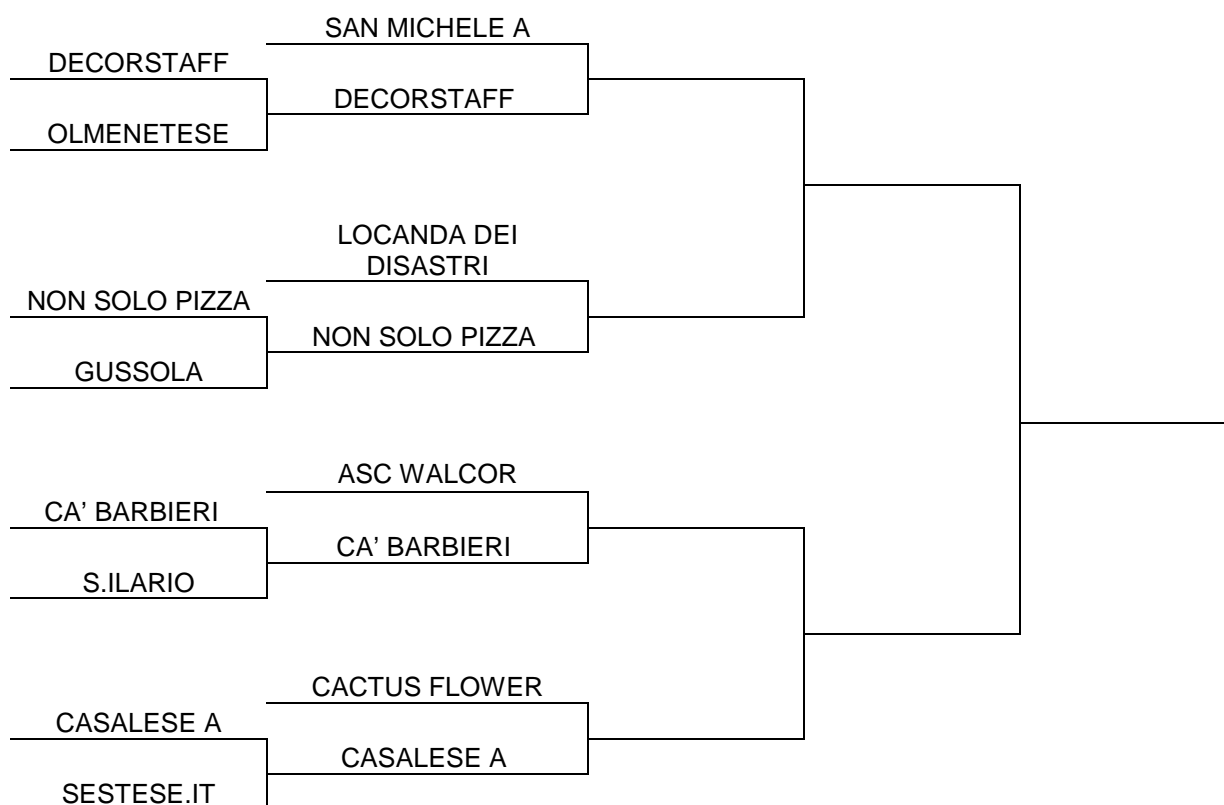 SAN MICHELE A
DECORSTAFF
DECORSTAFF
OLMENETESE
LOCANDA DEI
DISASTRI
NON SOLO PIZZA
NON SOLO PIZZA
GUSSOLA
ASC WALCOR
CA’ BARBIERI
CA’ BARBIERI
S.ILARIO
CACTUS FLOWER
CASALESE A
CASALESE A
SESTESE.IT